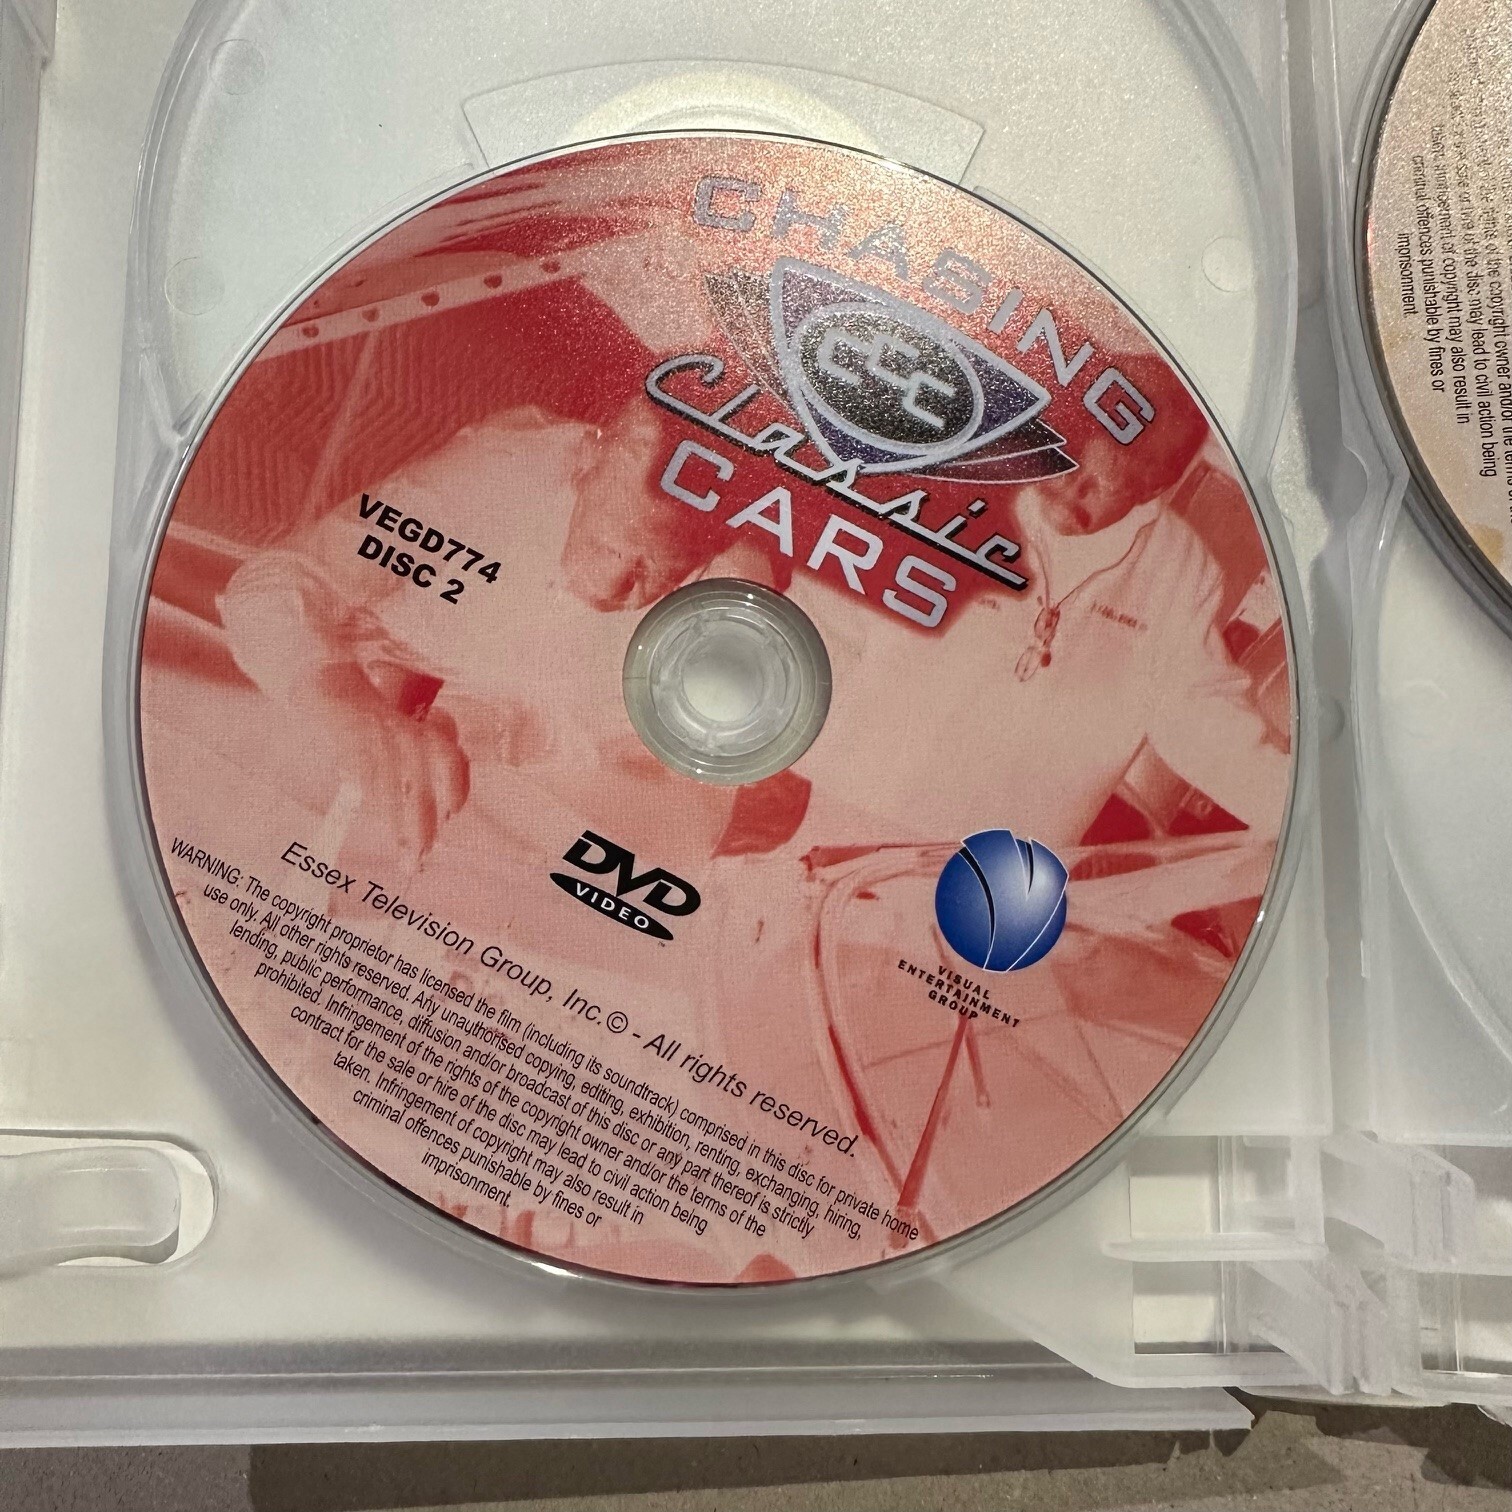 CHASING
CCC
Classic
CARS
VEGD774
DISC 2
DVD
VIDEO
™
VISUAL
ENTERTAINMENT
GROUP
Essex Television Group, Inc.© - All rights reserved.
WARNING: The copyright proprietor has licensed the film (including its soundtrack) comprised in this disc for private home
use only. All other rights reserved. Any unauthorised copying, editing, exhibition, renting, exchanging, hiring,
lending, public performance, diffusion and/or broadcast of this disc or any part thereof is strictly
prohibited. Infringement of the rights of the copyright owner and/or the terms of the
contract for the sale or hire of the disc may lead to civil action being
taken. Infringement of copyright may also result in
criminal offences punishable by fines or
imprisonment.
of the copyright owner and/or the terms of
or hire of the disc may lead to civil action being
taken. Infringement of copyright may also result in
criminal offences punishable by fines or
imprisonment.